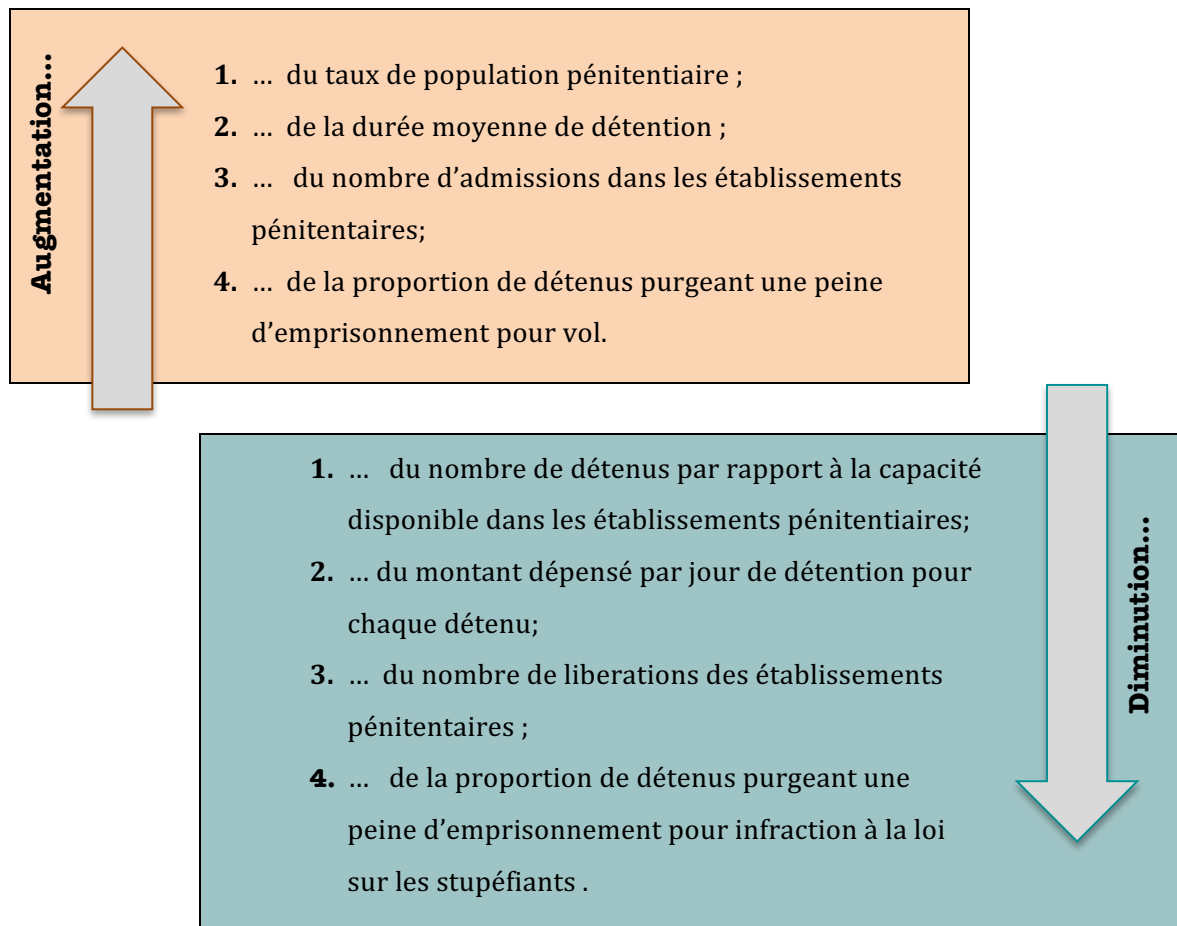 Augmentation...
1. … du taux de population pénitentiaire ;
2. … de la durée moyenne de détention ;
3. … du nombre d’admissions dans les établissements
pénitentaires;
4. … de la proportion de détenus purgeant une peine
d’emprisonnement pour vol.
1. … du nombre de détenus par rapport à la capacité
disponible dans les établissements pénitentiaires;
2. … du montant dépensé par jour de détention pour
chaque détenu;
3. … du nombre de liberations des établissements
pénitentaires ;
4. … de la proportion de détenus purgeant une
peine d’emprisonnement pour infraction à la loi
sur les stupéfiants .
Diminution...